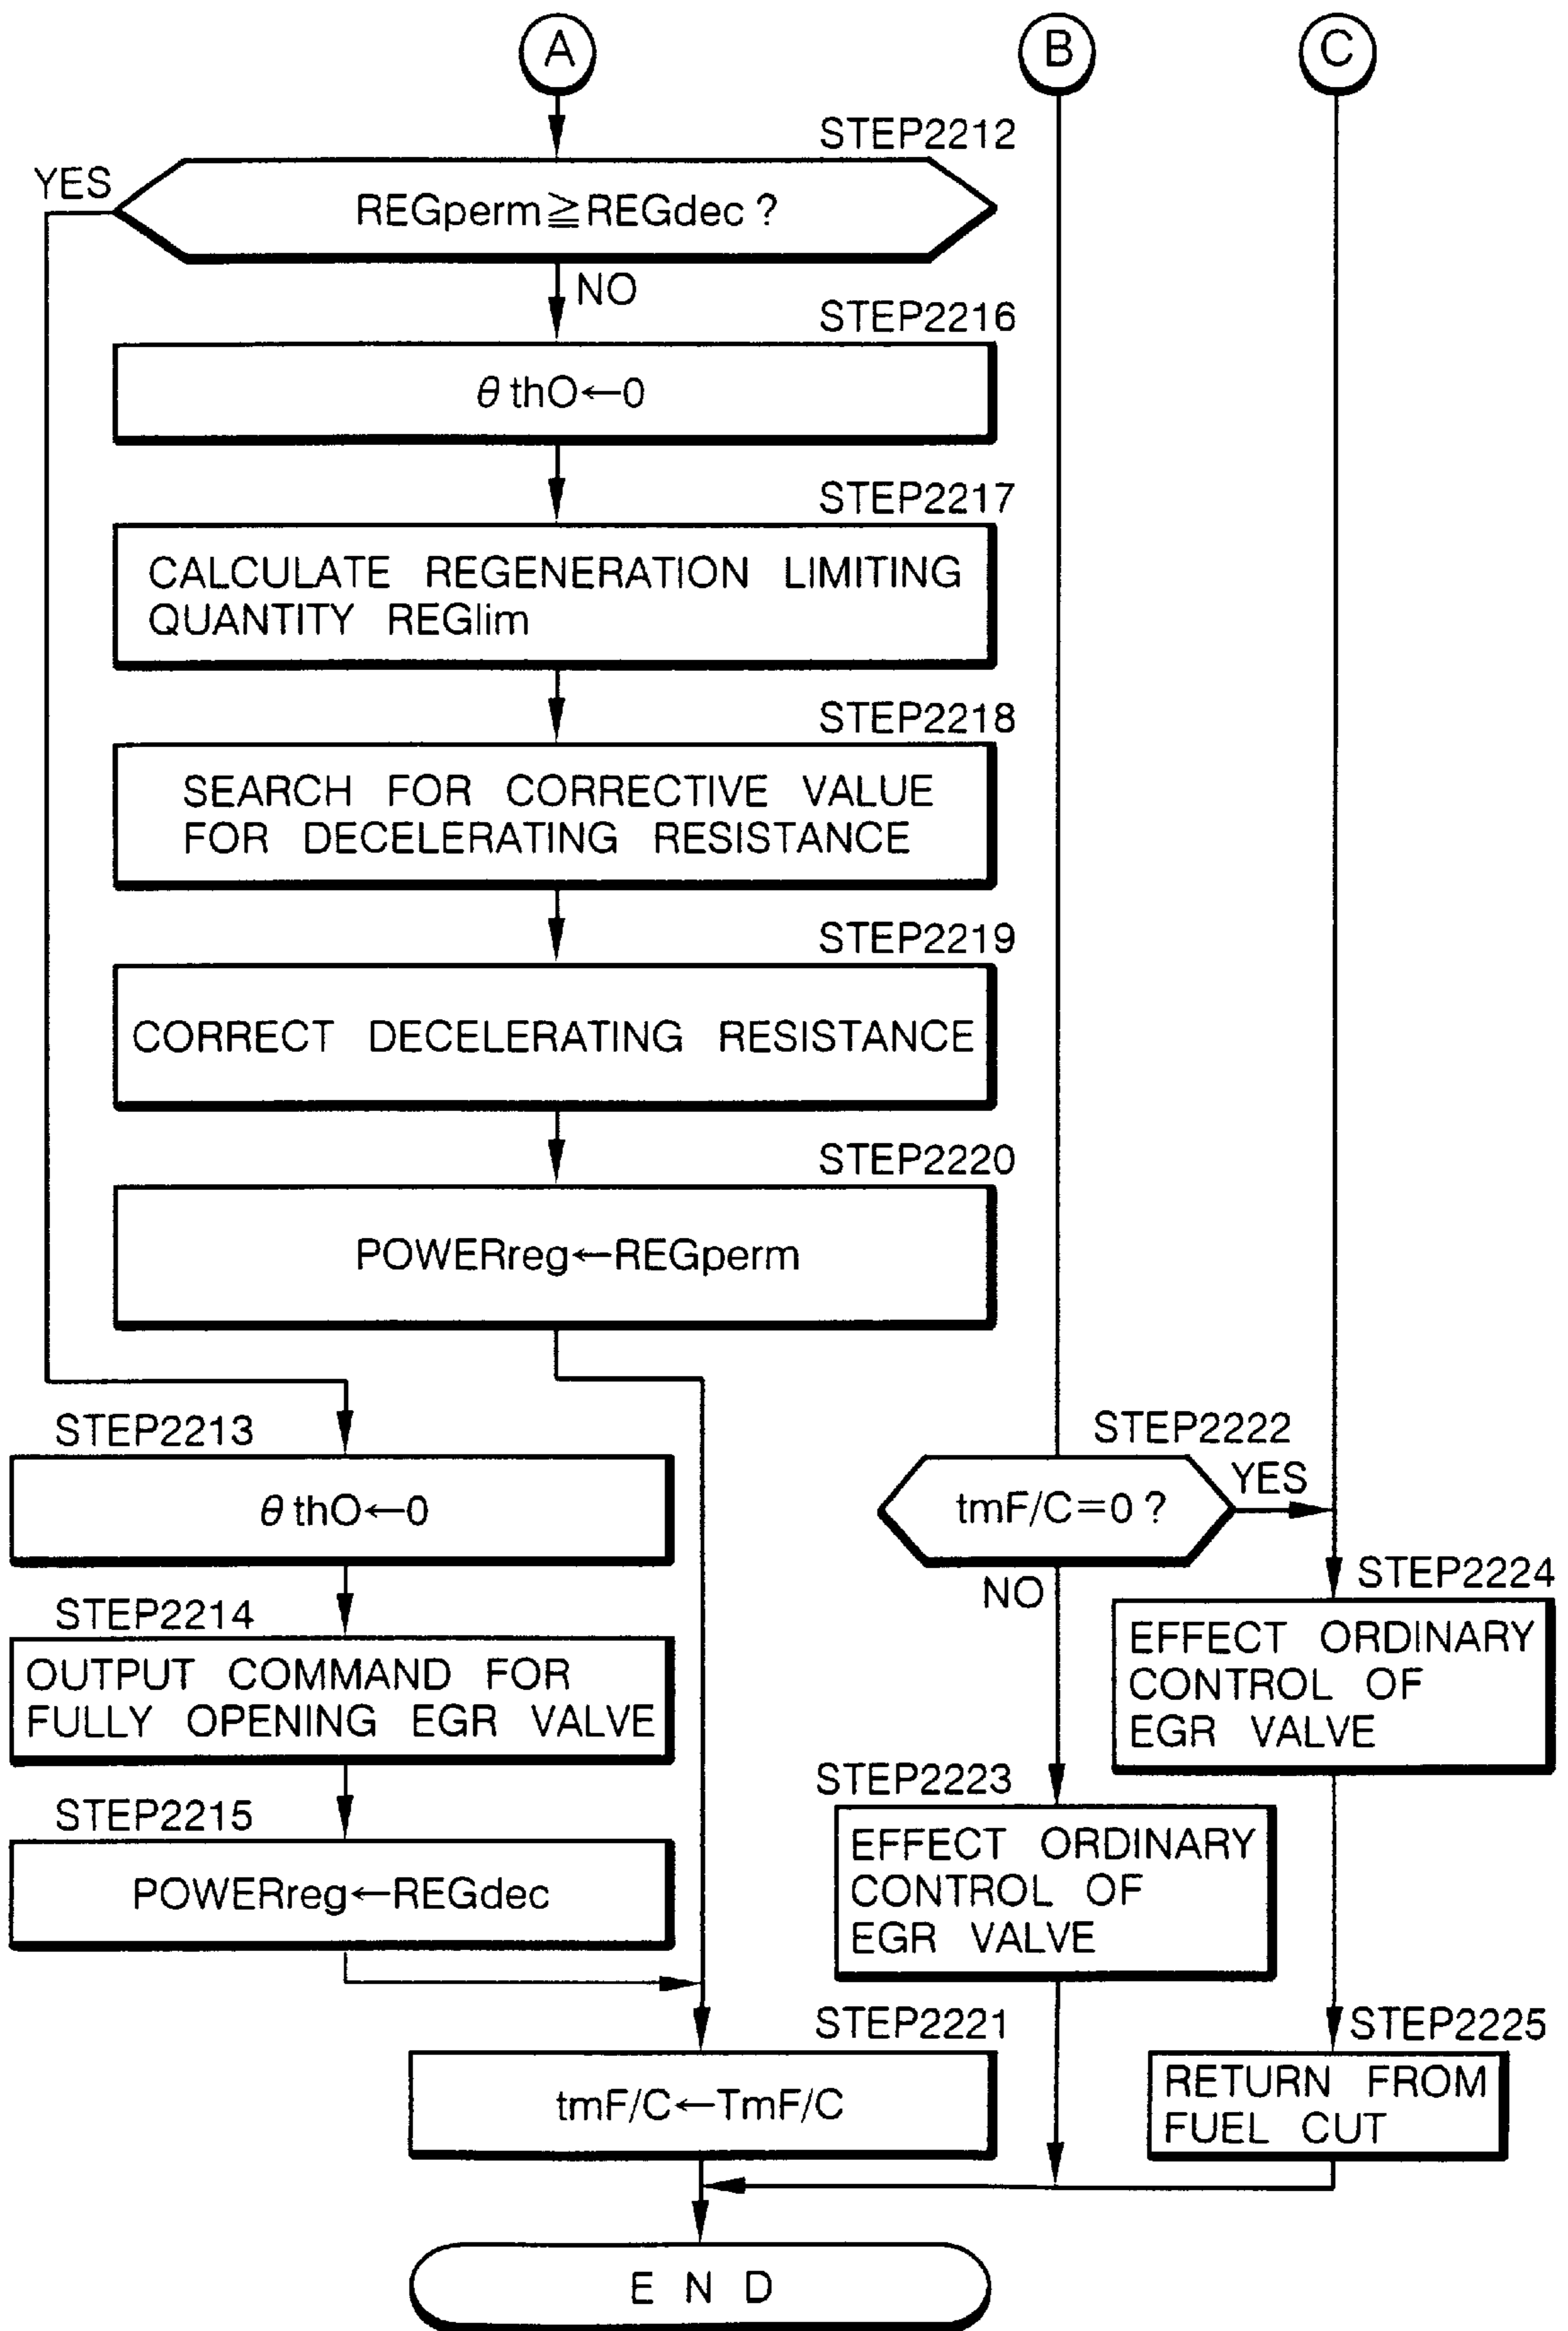 A
B
C
STEP2212
YES
REGperm≧REGdec ?
NO
STEP2216
θthO←0
STEP2217
CALCULATE REGENERATION LIMITING
QUANTITY REGlim
STEP2218
SEARCH FOR CORRECTIVE VALUE
FOR DECELERATING RESISTANCE
STEP2219
CORRECT DECELERATING RESISTANCE
STEP2220
POWERreg←REGperm
STEP2213
θthO←0
STEP2214
OUTPUT COMMAND FOR
FULLY OPENING EGR VALVE
STEP2215
POWERreg←REGdec
STEP2222
tmF/C=0 ?
YES
NO
STEP2224
EFFECT ORDINARY
CONTROL OF
EGR VALVE
STEP2223
EFFECT ORDINARY
CONTROL OF
EGR VALVE
STEP2221
tmF/C←TmF/C
STEP2225
RETURN FROM
FUEL CUT
E N D